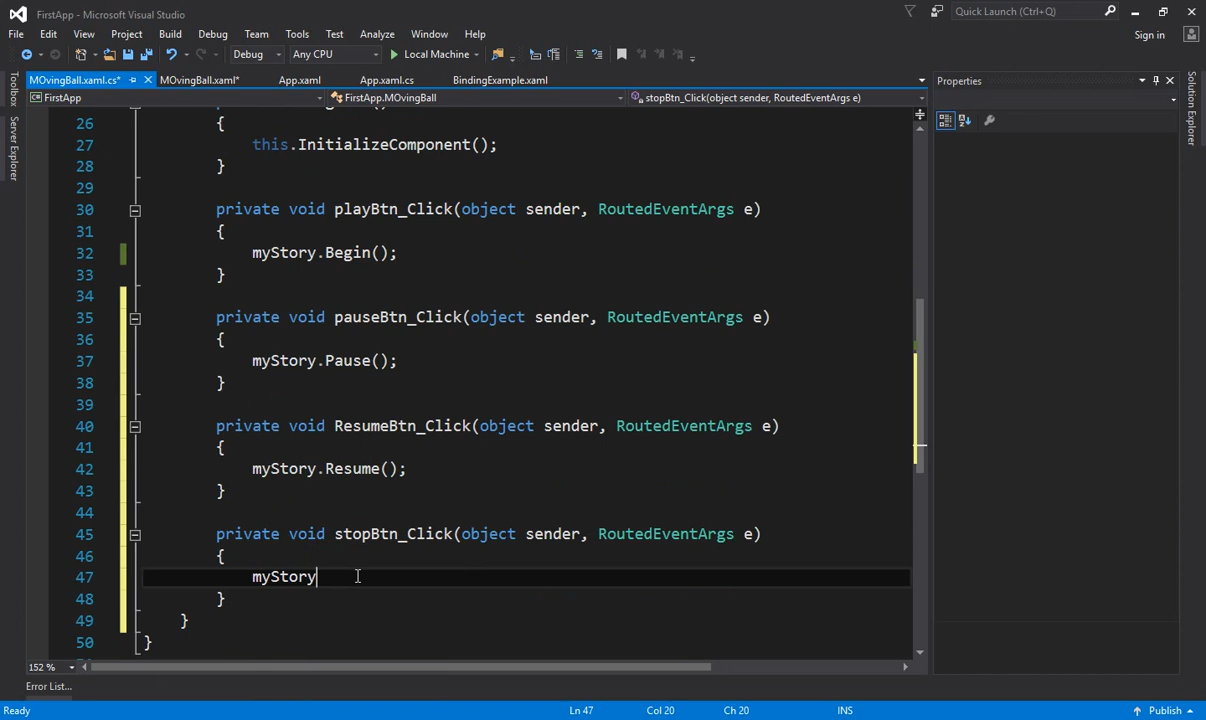 FirstApp - Microsoft Visual Studio
Quick Launch (Ctrl+Q)
File Edit View Project Build Debug Team Tools Test Analyze Window Help
Sign in
Debug Any CPU Local Machine
MOvingBall.xaml.cs* MOvingBall.xaml* App.xaml App.xaml.cs BindingExample.xaml
Properties
FirstApp FirstApp.MOvingBall stopBtn_Click(object sender, RoutedEventArgs e)
Toolbox
Server Explorer
Solution Explorer
26 {
27 this.InitializeComponent();
28 }
29
30 private void playBtn_Click(object sender, RoutedEventArgs e)
31 {
32 myStory.Begin();
33 }
34
35 private void pauseBtn_Click(object sender, RoutedEventArgs e)
36 {
37 myStory.Pause();
38 }
39
40 private void ResumeBtn_Click(object sender, RoutedEventArgs e)
41 {
42 myStory.Resume();
43 }
44
45 private void stopBtn_Click(object sender, RoutedEventArgs e)
46 {
47 myStory
48 }
49 }
50 }
152 %
Error List...
Ready Ln 47 Col 20 Ch 20 INS Publish